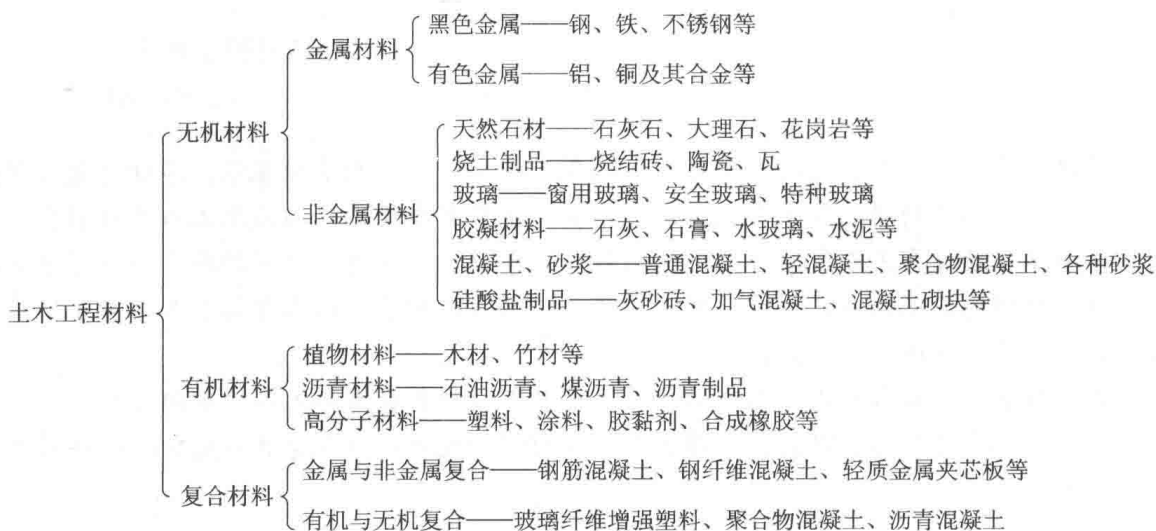 黑色金属——钢、铁、不锈钢等
金属材料
有色金属——铝、铜及其合金等
无机材料
天然石材——石灰石、大理石、花岗岩等
烧土制品——烧结砖、陶瓷、瓦
玻璃——窗用玻璃、安全玻璃、特种玻璃
非金属材料
胶凝材料——石灰、石膏、水玻璃、水泥等
混凝土、砂浆——普通混凝土、轻混凝土、聚合物混凝土、各种砂浆
硅酸盐制品——灰砂砖、加气混凝土、混凝土砌块等
土木工程材料
植物材料——木材、竹材等
有机材料
沥青材料——石油沥青、煤沥青、沥青制品
高分子材料——塑料、涂料、胶黏剂、合成橡胶等
金属与非金属复合——钢筋混凝土、钢纤维混凝土、轻质金属夹芯板等
复合材料
有机与无机复合——玻璃纤维增强塑料、聚合物混凝土、沥青混凝土